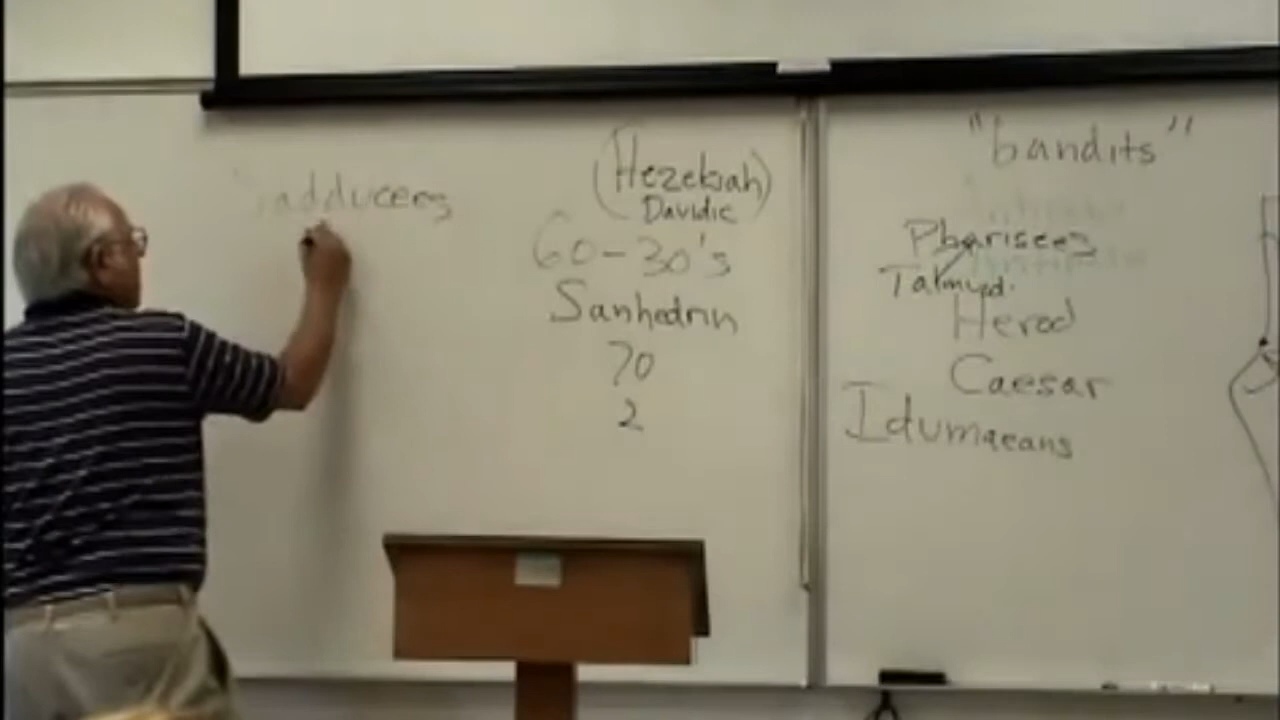 Sadducees
(Hezekiah)
Davidic
60-30's
Sanhedrin
70
2
"bandits"
Pharisees
Talmud.
Herod
Caesar
Idumaeans